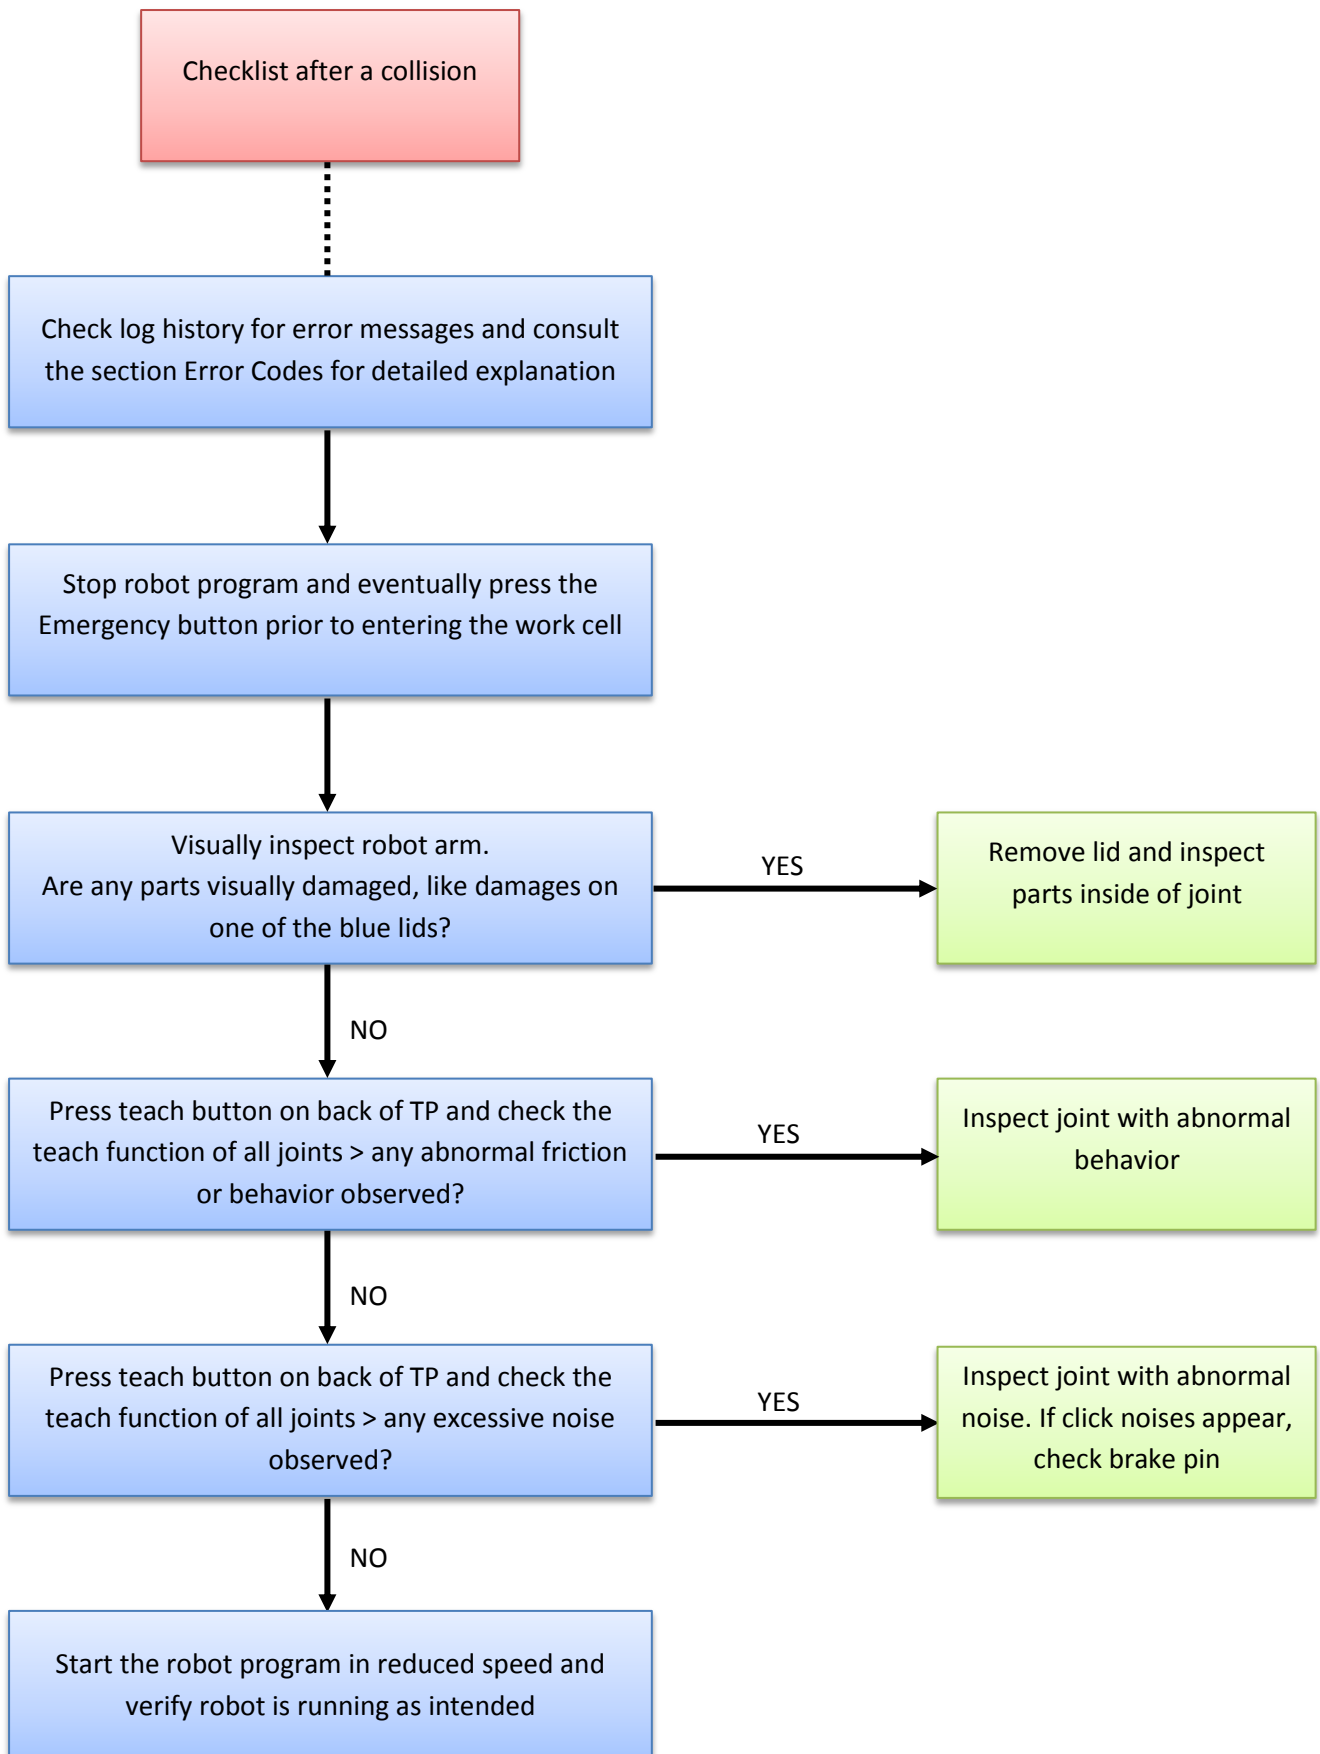 Checklist after a collision
Check log history for error messages and consult
the section Error Codes for detailed explanation
Stop robot program and eventually press the
Emergency button prior to entering the work cell
Visually inspect robot arm.
Are any parts visually damaged, like damages on
one of the blue lids?
YES
Remove lid and inspect
parts inside of joint
NO
Press teach button on back of TP and check the
teach function of all joints > any abnormal friction
or behavior observed?
YES
Inspect joint with abnormal
behavior
NO
Press teach button on back of TP and check the
teach function of all joints > any excessive noise
observed?
YES
Inspect joint with abnormal
noise. If click noises appear,
check brake pin
NO
Start the robot program in reduced speed and
verify robot is running as intended